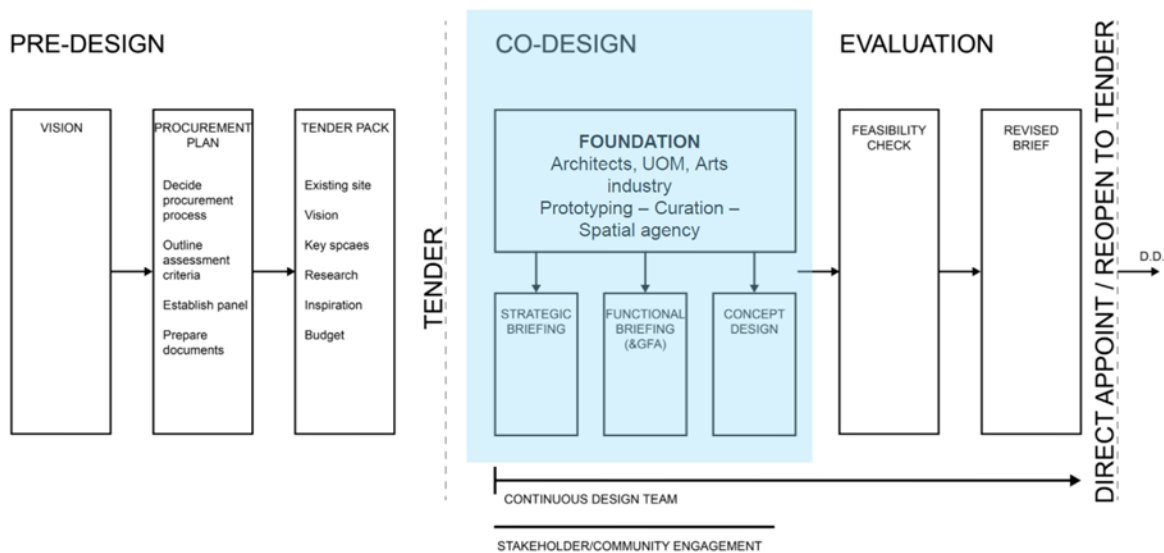 PRE-DESIGN
VISION
PROCUREMENT
PLAN
Decide
procurement
process
Outline
assessment
criteria
Establish panel
Prepare
documents
TENDER PACK
Existing site
Vision
Key spcaes
Research
Inspiration
Budget
TENDER
CO-DESIGN
FOUNDATION
Architects, UOM, Arts
industry
Prototyping – Curation –
Spatial agency
STRATEGIC
BRIEFING
FUNCTIONAL
BRIEFING
(&GFA)
CONCEPT
DESIGN
EVALUATION
FEASIBILITY
CHECK
REVISED
BRIEF
DIRECT APPOINT / REOPEN TO TENDER
D.D.
CONTINUOUS DESIGN TEAM
STAKEHOLDER/COMMUNITY ENGAGEMENT